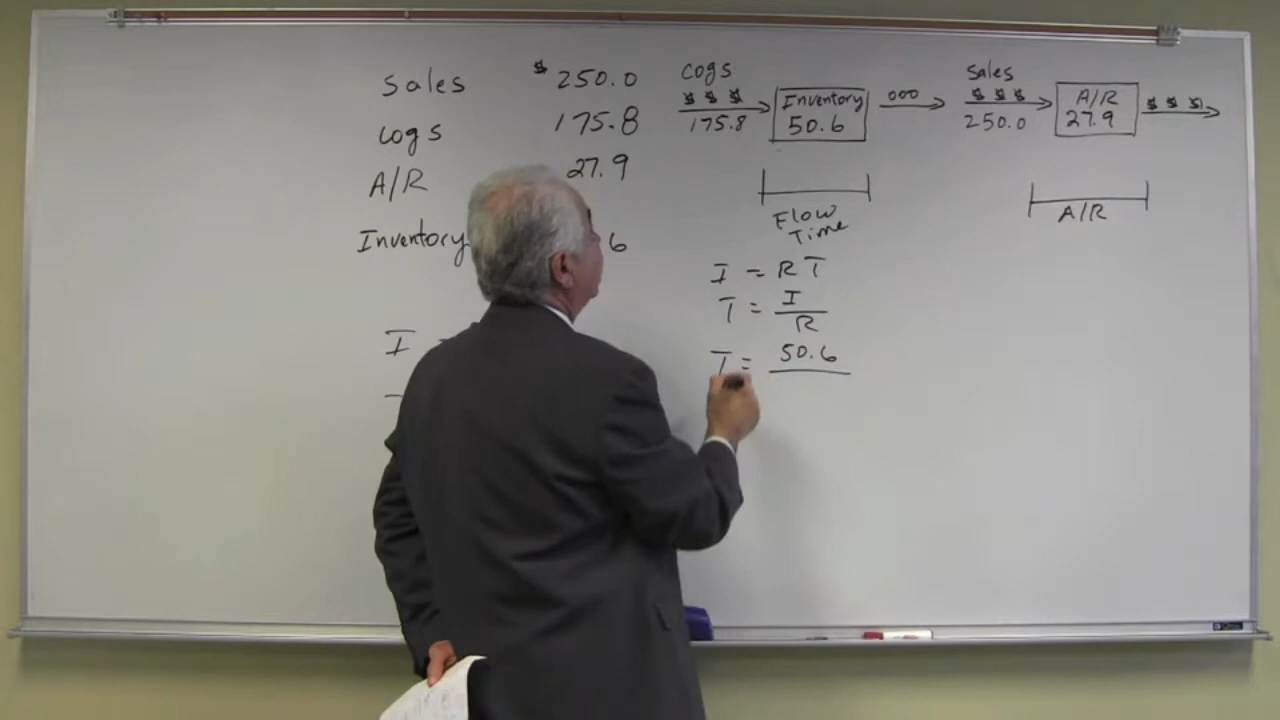 Sales $ 250.0
Cogs 175.8
A/R 27.9
Inventory 6
I
Cogs
$ $ $
175.8
Inventory
50.6
000
Sales
$ $ $
250.0
A/R
27.9
$ $ $
Flow
Time
A/R
I = R T
T = I
R
T = 50.6